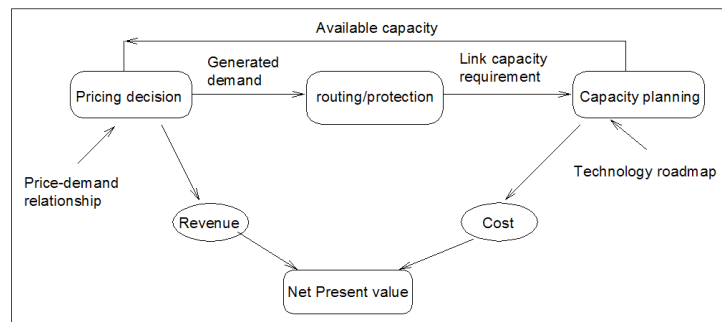 Available capacity
Generated
demand
Link capacity
requirement
Pricing decision
routing/protection
Capacity planning
Price-demand
relationship
Technology roadmap
Revenue
Cost
Net Present value